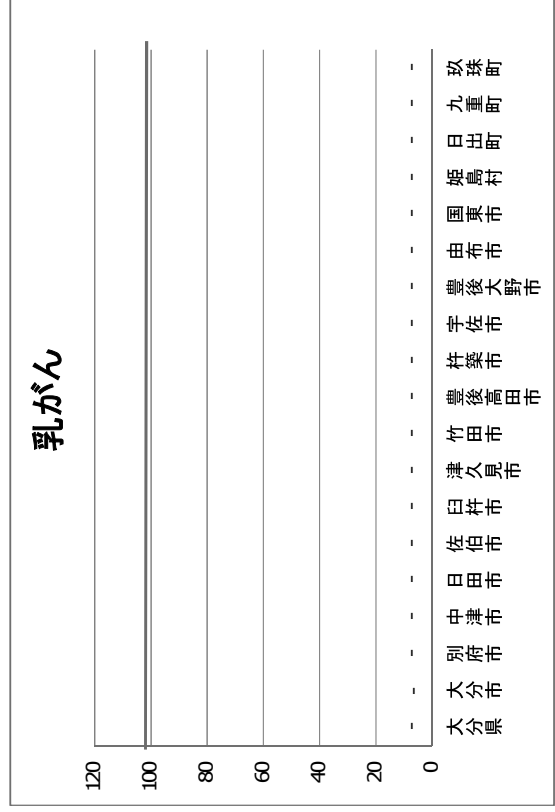 乳がん
120
100
80
60
40
20
0
- - - - - - - - - - - - - - - - - - -
大分県
大分市
別府市
中津市
日田市
佐伯市
臼杵市
津久見市
竹田市
豊後高田市
杵築市
宇佐市
豊後大野市
由布市
国東市
姫島村
日出町
九重町
玖珠町